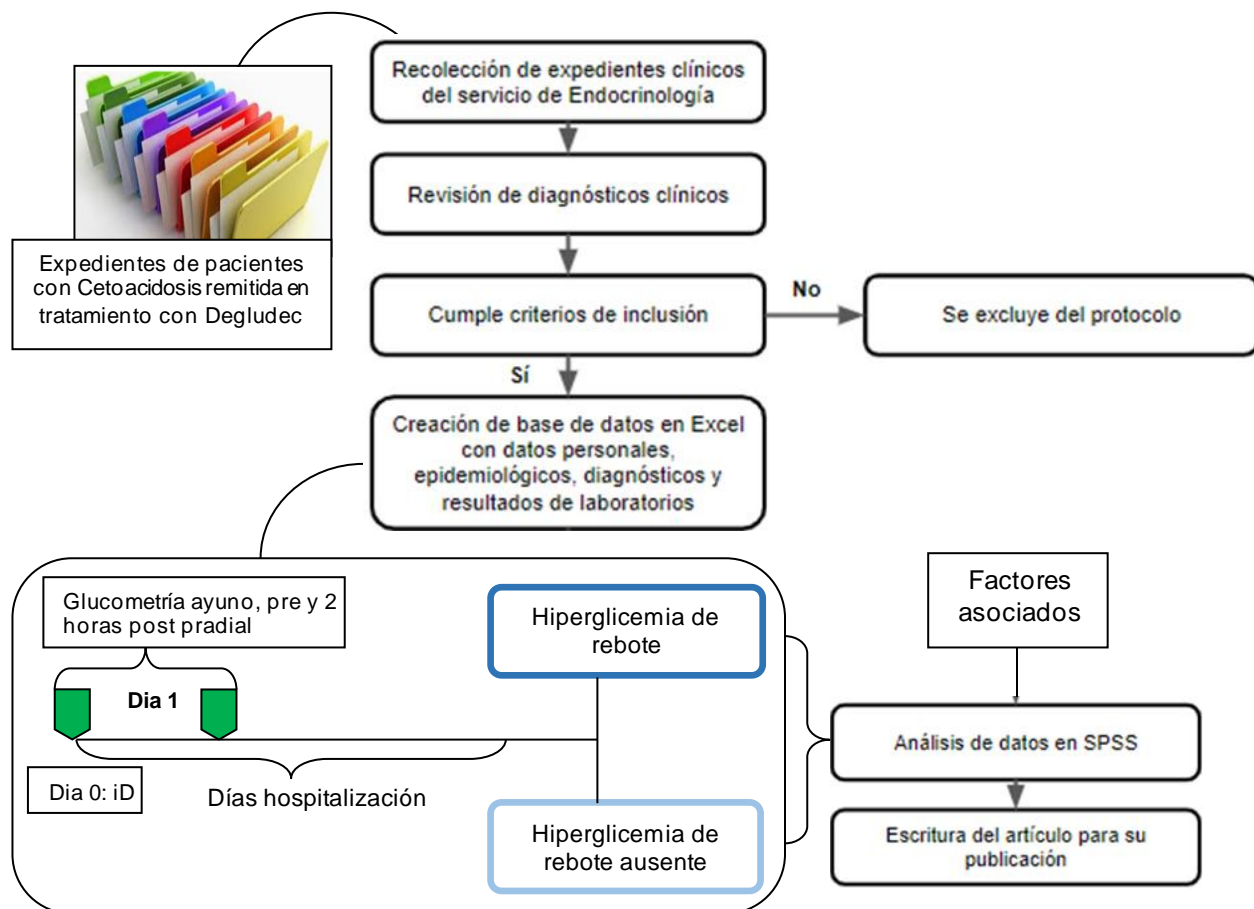 Recolección de expedientes clínicos
del servicio de Endocrinología
Revisión de diagnósticos clínicos
Expedientes de pacientes
con Cetoacidosis remitida en
tratamiento con Degludec
Cumple criterios de inclusión
No
Se excluye del protocolo
Sí
Creación de base de datos en Excel
con datos personales,
epidemiológicos, diagnósticos y
resultados de laboratorios
Glucometría ayuno, pre y 2
horas post pradial
Dia 1
Dia 0: iD
Días hospitalización
Hiperglicemia de
rebote
Hiperglicemia de
rebote ausente
Factores
asociados
Análisis de datos en SPSS
Escritura del artículo para su
publicación